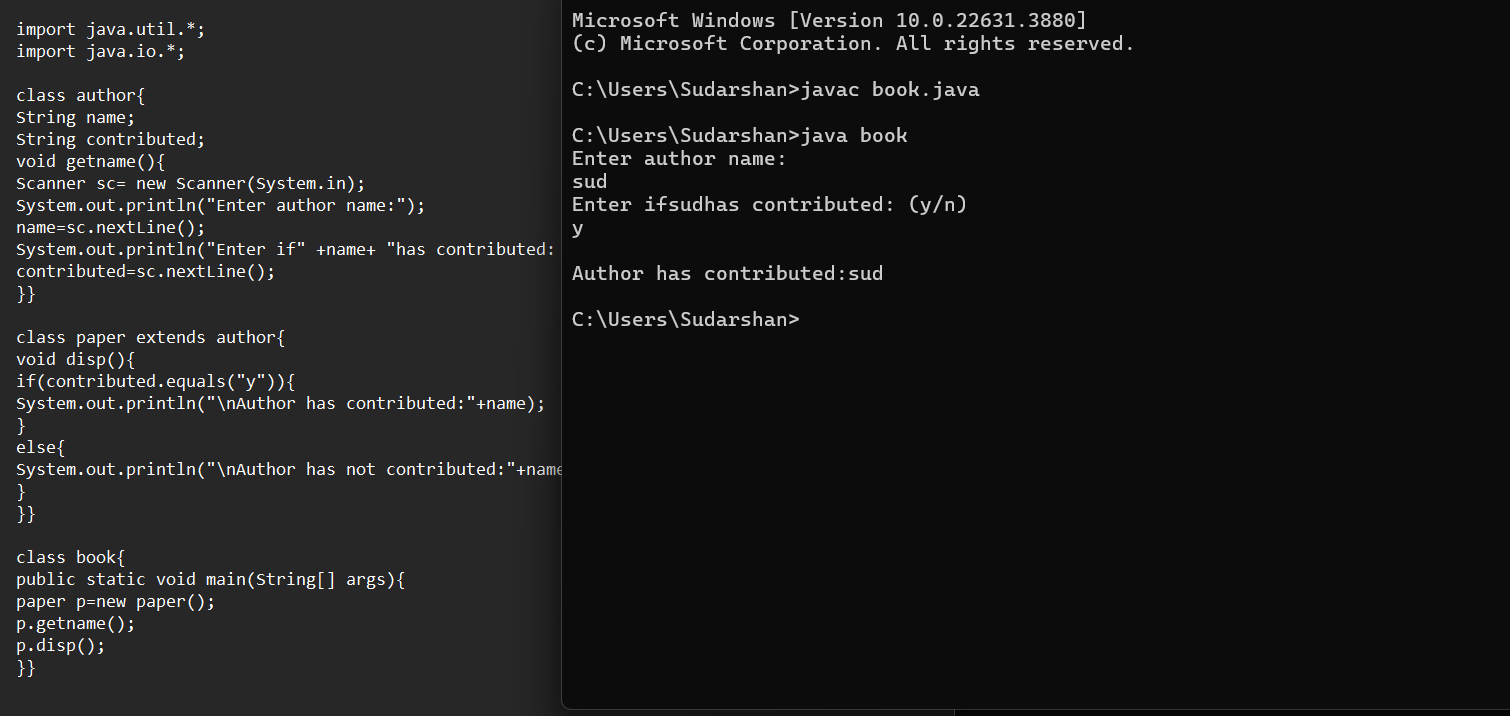 import java.util.*;
import java.io.*;
class author{
String name;
String contributed;
void getname(){
Scanner sc= new Scanner(System.in);
System.out.println("Enter author name:");
name=sc.nextLine();
System.out.println("Enter if" +name+ "has contributed:
contributed=sc.nextLine();
}}
class paper extends author{
void disp(){
if(contributed.equals("y")){
System.out.println("\nAuthor has contributed:"+name);
}
else{
System.out.println("\nAuthor has not contributed:"+name
}
}}
class book{
public static void main(String[] args){
paper p=new paper();
p.getname();
p.disp();
}}
Microsoft Windows [Version 10.0.22631.3880]
(c) Microsoft Corporation. All rights reserved.
C:\Users\Sudarshan>javac book.java
C:\Users\Sudarshan>java book
Enter author name:
sud
Enter ifsudhas contributed: (y/n)
y
Author has contributed:sud
C:\Users\Sudarshan>